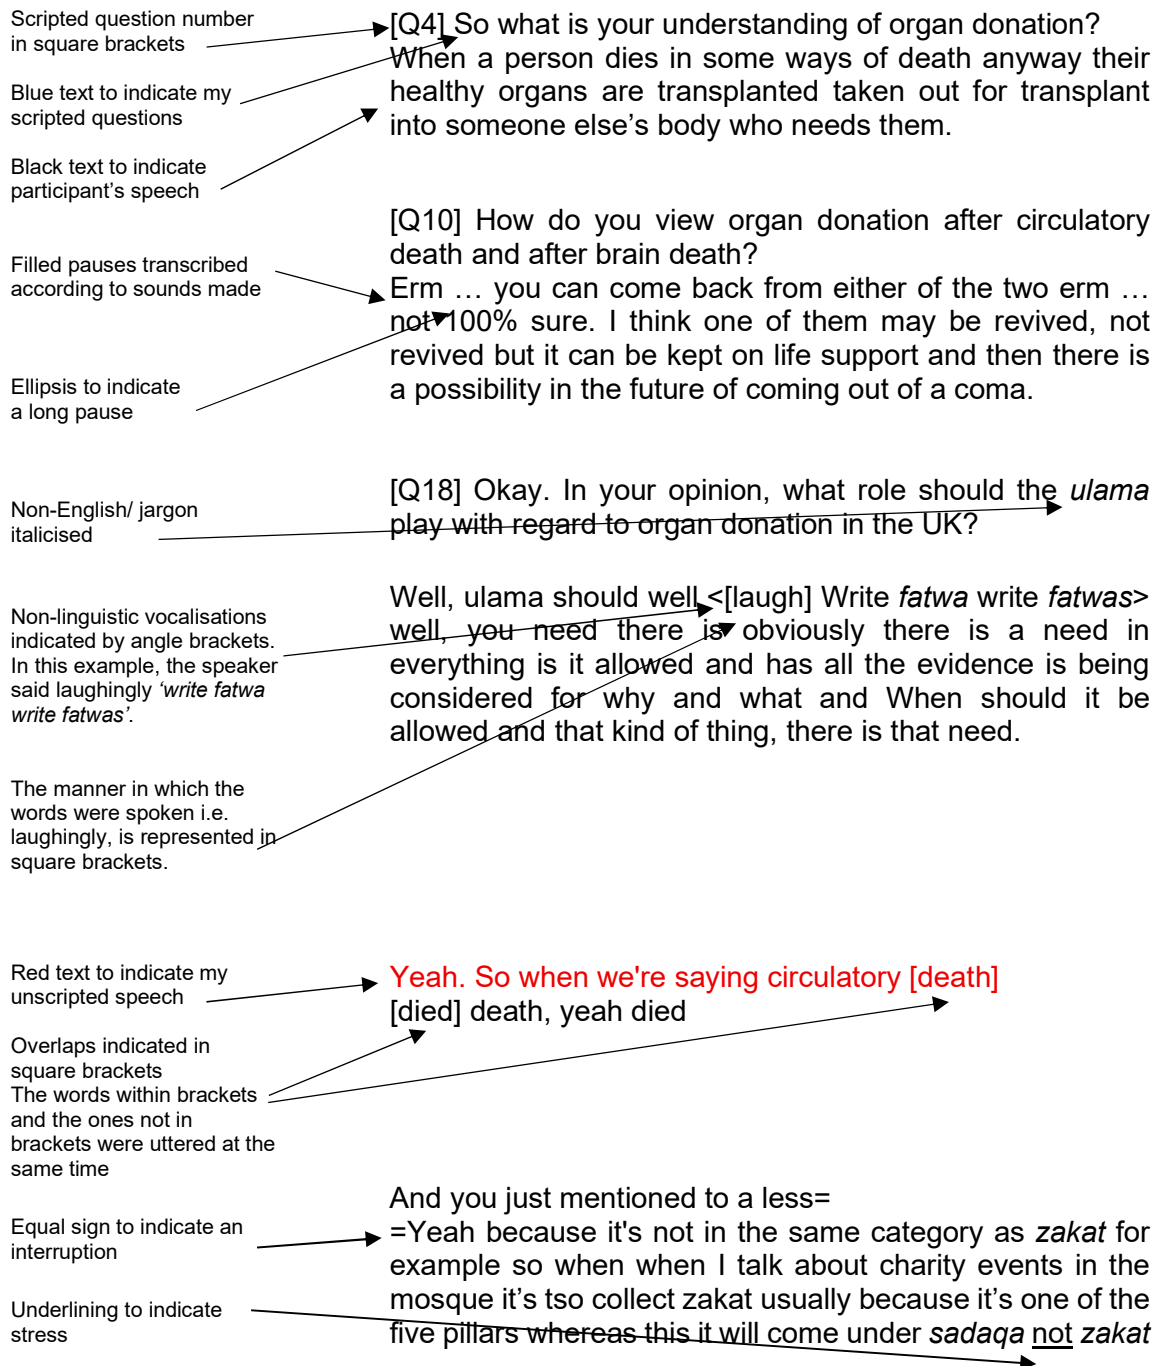 Scripted question number
in square brackets
[Q4] So what is your understanding of organ donation?
When a person dies in some ways of death anyway their
healthy organs are transplanted taken out for transplant
into someone else's body who needs them.
Blue text to indicate my
scripted questions
Black text to indicate
participant's speech
[Q10] How do you view organ donation after circulatory
death and after brain death?
Erm … you can come back from either of the two erm …
not 100% sure. I think one of them may be revived, not
revived but it can be kept on life support and then there is
a possibility in the future of coming out of a coma.
Filled pauses transcribed
according to sounds made
Ellipsis to indicate
a long pause
[Q18] Okay. In your opinion, what role should the ulama
play with regard to organ donation in the UK?
Non-English/ jargon
italicised
Well, ulama should well <[laugh] Write fatwa write fatwas>
well, you need there is obviously there is a need in
everything is it allowed and has all the evidence is being
considered for why and what and When should it be
allowed and that kind of thing, there is that need.
Non-linguistic vocalisations
indicated by angle brackets.
In this example, the speaker
said laughingly ‘write fatwa
write fatwas’.
The manner in which the
words were spoken i.e.
laughingly, is represented in
square brackets.
Red text to indicate my
unscripted speech
Yeah. So when we're saying circulatory [death]
[died] death, yeah died
Overlaps indicated in
square brackets
The words within brackets
and the ones not in
brackets were uttered at the
same time
And you just mentioned to a less=
=Yeah because it's not in the same category as zakat for
example so when when I talk about charity events in the
mosque it's tso collect zakat usually because it's one of the
five pillars whereas this it will come under sadaqa not zakat
Equal sign to indicate an
interruption
Underlining to indicate
stress